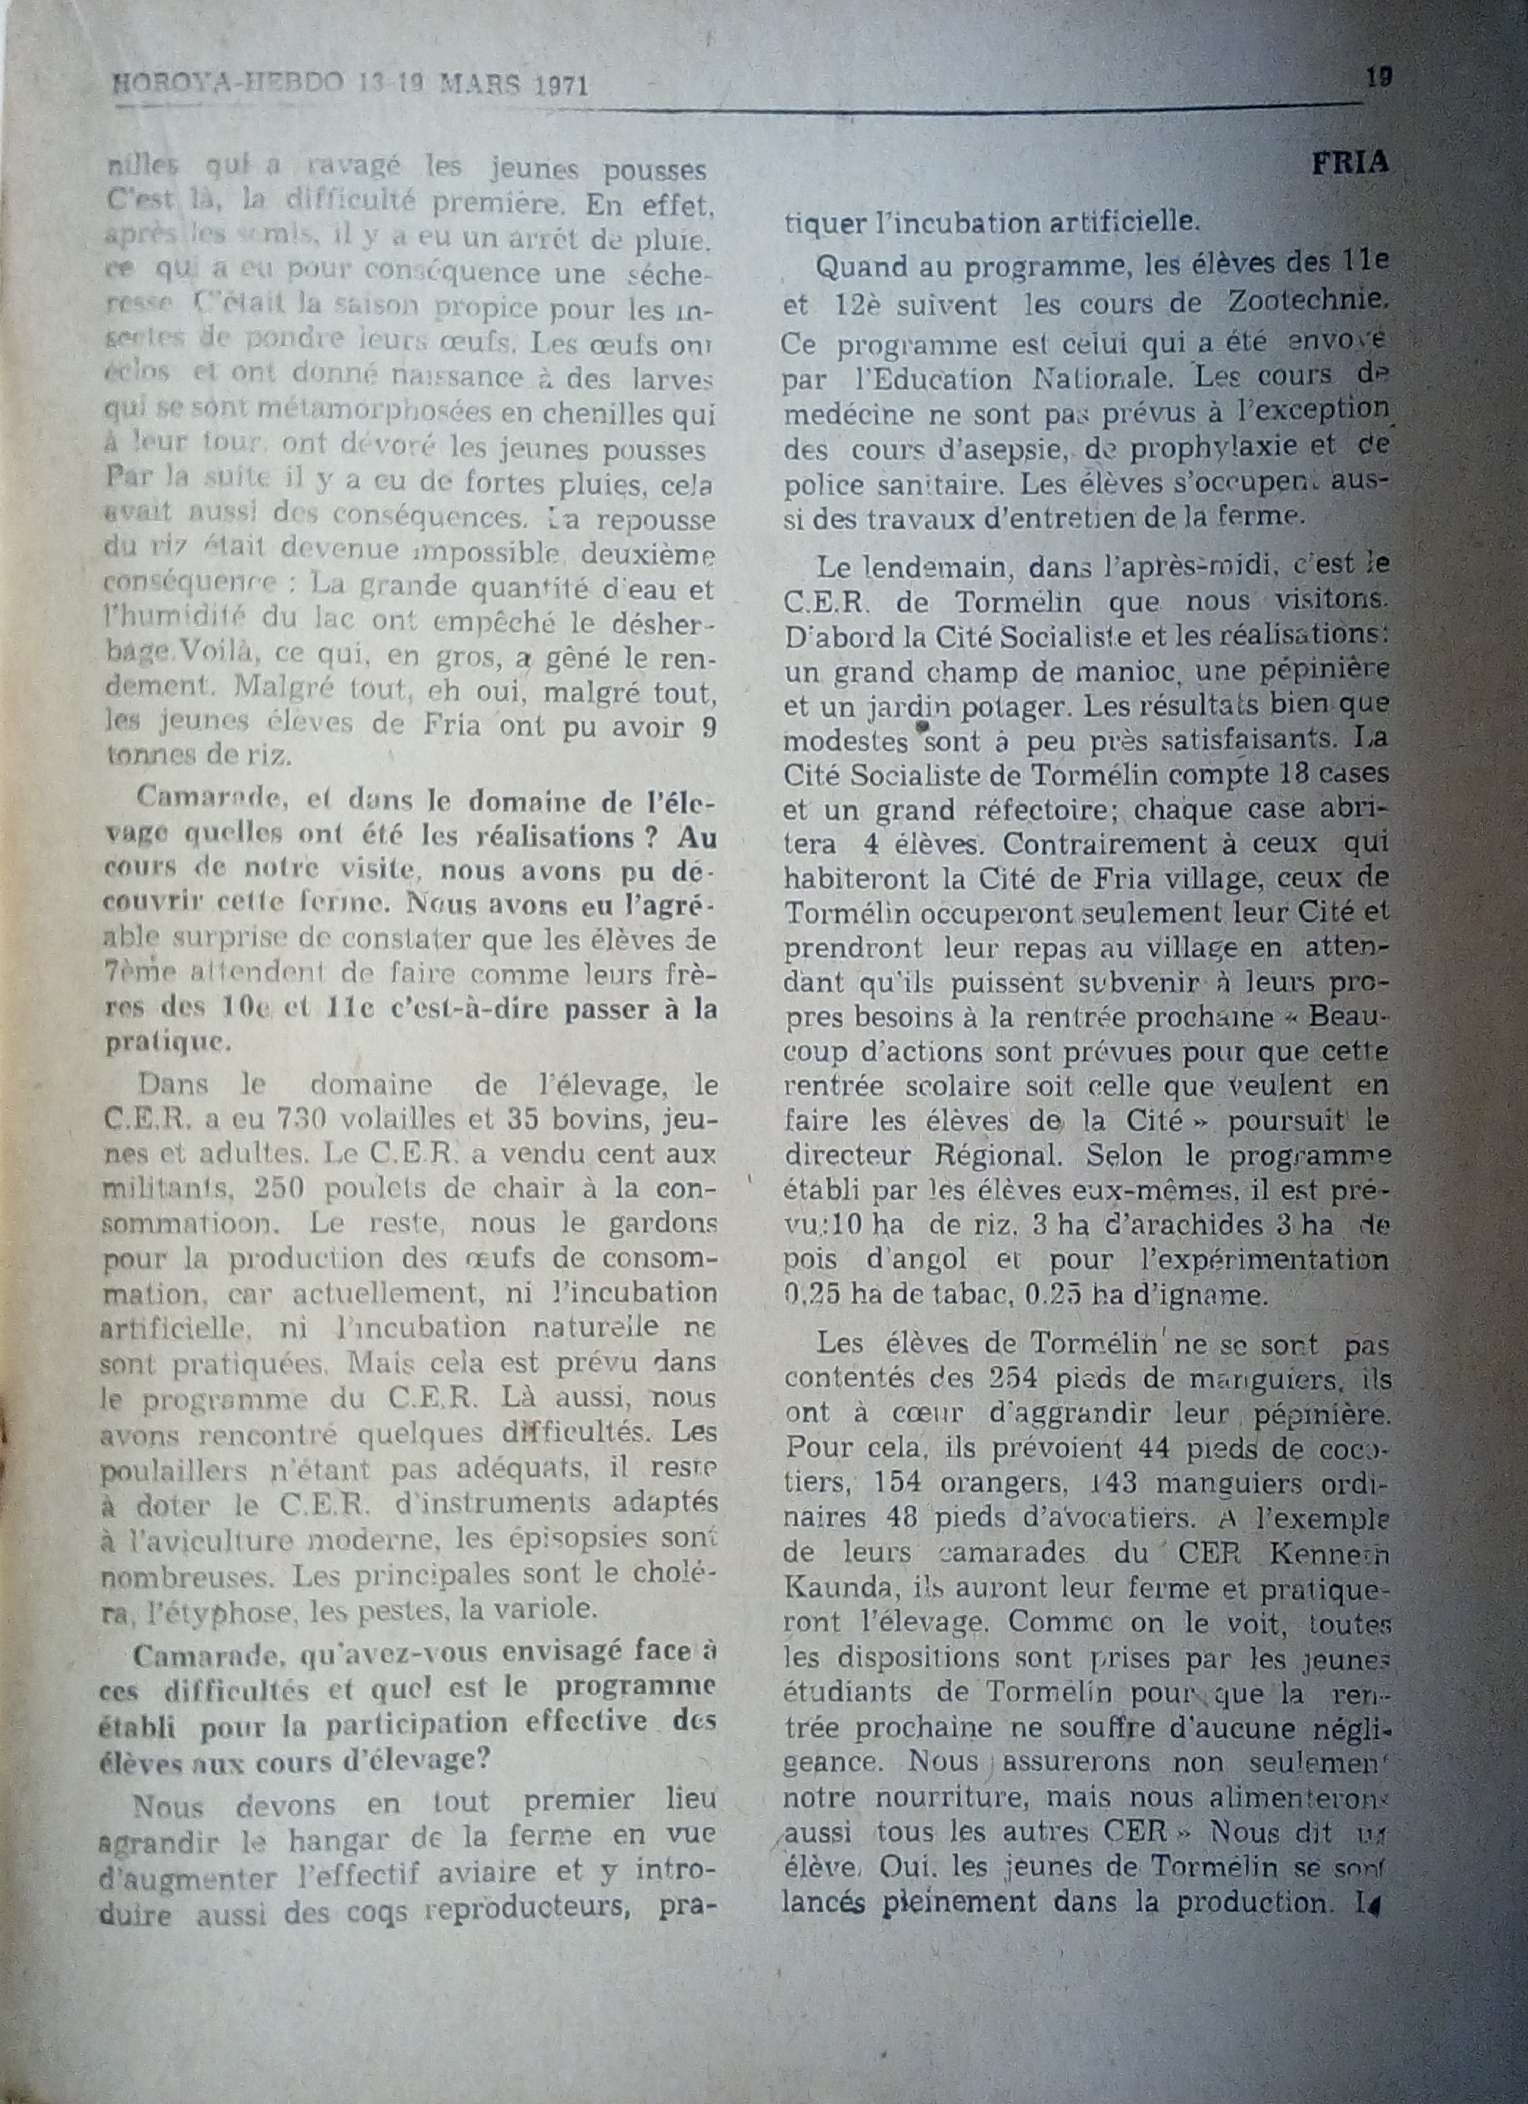 HOROYA-HEBDO 13-19 MARS 1971
19
nilles qui a ravagé les jeunes pousses
C'est là, la difficulté première. En effet,
après les semis, il y a eu un arrêt de pluie.
ce qui a eu pour conséquence une séche-
resse. C'était la saison propice pour les in-
sectes de pondre leurs œufs. Les œufs ont
éclos et ont donné naissance à des larves
qui se sont métamorphosées en chenilles qui
à leur tour, ont dévoré les jeunes pousses
Par la suite il y a eu de fortes pluies, cela
avait aussi des conséquences. La repousse
du riz était devenue impossible, deuxième
conséquence : La grande quantité d'eau et
l'humidité du lac ont empêché le désher-
bage. Voilà, ce qui, en gros, a gêné le ren-
dement. Malgré tout, eh oui, malgré tout,
les jeunes élèves de Fria ont pu avoir 9
tonnes de riz.
Camarade, et dans le domaine de l'éle-
vage quelles ont été les réalisations ? Au
cours de notre visite, nous avons pu dé-
couvrir cette ferme. Nous avons eu l'agré-
able surprise de constater que les élèves de
7ème attendent de faire comme leurs frè-
res des 10e et 11e c'est-à-dire passer à la
pratique.
Dans le domaine de l'élevage, le
C.E.R. a eu 730 volailles et 35 bovins, jeu-
nes et adultes. Le C.E.R. a vendu cent aux
militants, 250 poulets de chair à la con-
sommatioon. Le reste, nous le gardons
pour la production des œufs de consom-
mation, car actuellement, ni l'incubation
artificielle, ni l'incubation naturelle ne
sont pratiquées. Mais cela est prévu dans
le programme du C.E.R. Là aussi, nous
avons rencontré quelques difficultés. Les
poulaillers n'étant pas adéquats, il reste
à doter le C.E.R. d'instruments adaptés
à l'aviculture moderne, les épisopsies sont
nombreuses. Les principales sont le cholé-
ra, l'étyphose, les pestes, la variole.
Camarade, qu'avez-vous envisagé face à
ces difficultés et quel est le programme
établi pour la participation effective des
élèves aux cours d'élevage?
Nous devons en tout premier lieu
agrandir le hangar de la ferme en vue
d'augmenter l'effectif aviaire et y intro-
duire aussi des coqs reproducteurs, pra-
FRIA
tiquer l'incubation artificielle.
Quand au programme, les élèves des 11e
et 12è suivent les cours de Zootechnie.
Ce programme est celui qui a été envoyé
par l'Education Nationale. Les cours de
medécine ne sont pas prévus à l'exception
des cours d'asepsie, de prophylaxie et de
police sanitaire. Les élèves s'occupent aus-
si des travaux d'entretien de la ferme.
Le lendemain, dans l'après-midi, c'est le
C.E.R. de Tormélin que nous visitons.
D'abord la Cité Socialiste et les réalisations:
un grand champ de manioc, une pépinière
et un jardin potager. Les résultats bien que
modestes sont à peu près satisfaisants. La
Cité Socialiste de Tormélin compte 18 cases
et un grand réfectoire; chaque case abri-
tera 4 élèves. Contrairement à ceux qui
habiteront la Cité de Fria village, ceux de
Tormélin occuperont seulement leur Cité et
prendront leur repas au village en atten-
dant qu'ils puissent subvenir à leurs pro-
pres besoins à la rentrée prochaine « Beau-
coup d'actions sont prévues pour que cette
rentrée scolaire soit celle que veulent en
faire les élèves de la Cité » poursuit le
directeur Régional. Selon le programme
établi par les élèves eux-mêmes, il est pré-
vu:10 ha de riz, 3 ha d'arachides 3 ha de
pois d'angol et pour l'expérimentation
0,25 ha de tabac, 0.25 ha d'igname.
Les élèves de Tormélin ne se sont pas
contentés des 254 pieds de manguiers, ils
ont à cœur d'aggrandir leur pépinière.
Pour cela, ils prévoient 44 pieds de coco-
tiers, 154 orangers, 143 manguiers ordi-
naires 48 pieds d'avocatiers. A l'exemple
de leurs camarades du CER Kenneth
Kaunda, ils auront leur ferme et pratique-
ront l'élevage. Comme on le voit, toutes
les dispositions sont prises par les jeunes
étudiants de Tormélin pour que la ren-
trée prochaine ne souffre d'aucune négli-
geance. Nous assurerons non seulement
notre nourriture, mais nous alimenterons
aussi tous les autres CER » Nous dit un
élève. Oui, les jeunes de Tormélin se sont
lancés pleinement dans la production. La